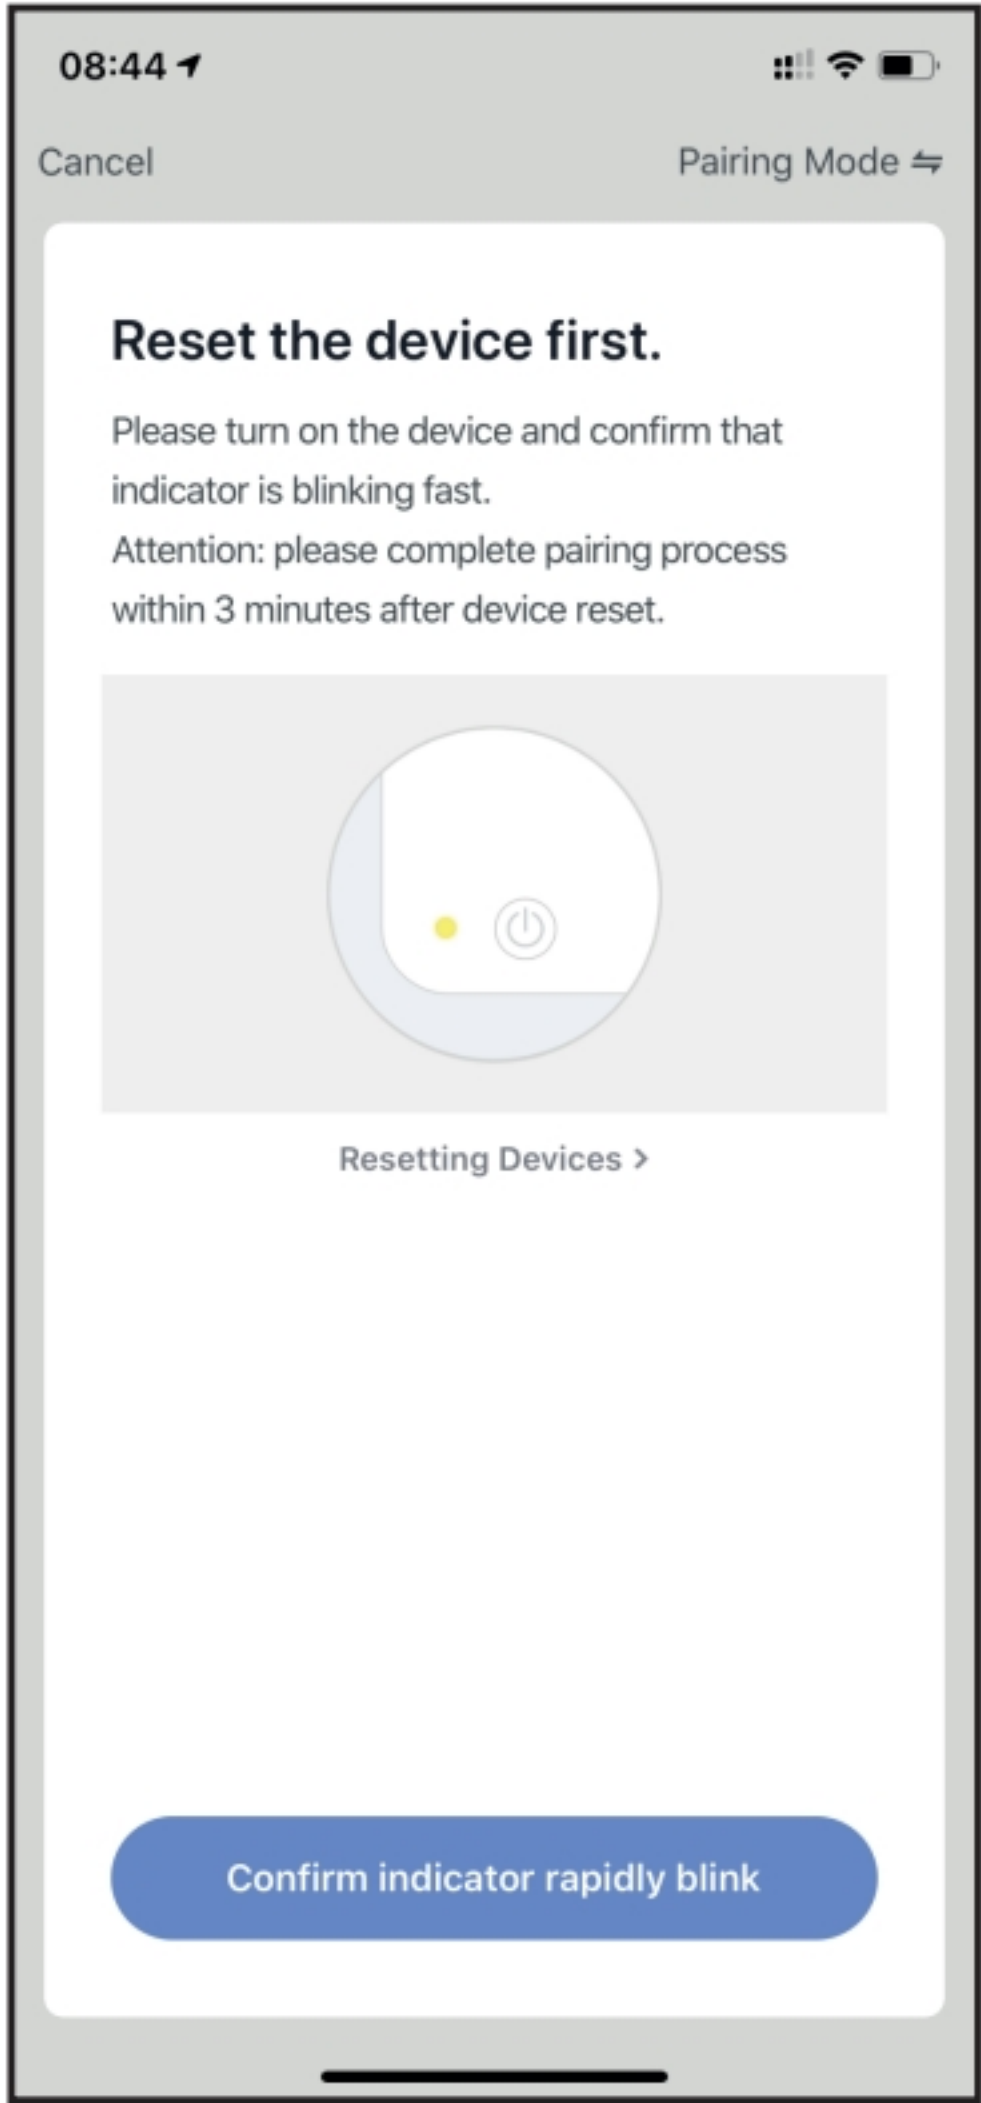 08:44
Cancel
Pairing Mode ⇋
Reset the device first.
Please turn on the device and confirm that
indicator is blinking fast.
Attention: please complete pairing process
within 3 minutes after device reset.
Resetting Devices >
Confirm indicator rapidly blink